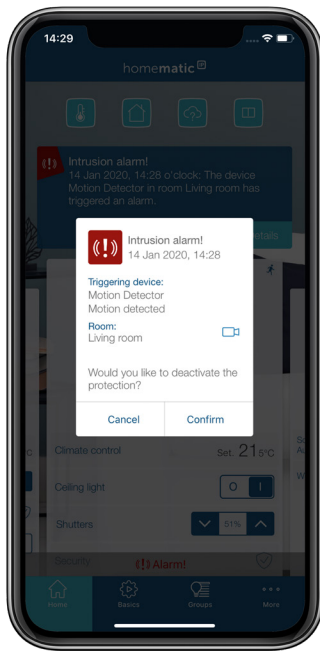 14:29
homematic IP
Intrusion alarm!
14 Jan 2020, 14:28 o'clock: The device
Motion Detector in room Living room has
triggered an alarm.
etails
Intrusion alarm!
14 Jan 2020, 14:28
Triggering device:
Motion Detector
Motion detected
Room:
Living room
Would you like to deactivate the
protection?
Cancel
Confirm
Climate control
Set. 21 5°C
Ceiling light
O I
Shutters
51%
Security
Alarm!
Home
Basics
Groups
More